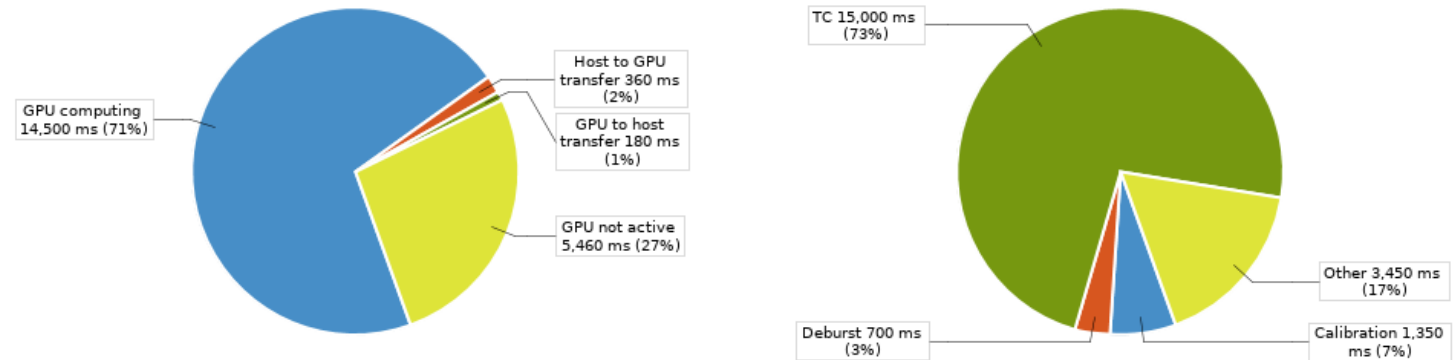 GPU computing
14,500 ms (71%)
Host to GPU
transfer 360 ms
(2%)
GPU to host
transfer 180 ms
(1%)
GPU not active
5,460 ms (27%)
TC 15,000 ms
(73%)
Other 3,450 ms
(17%)
Calibration 1,350
ms (7%)
Deburst 700 ms
(3%)